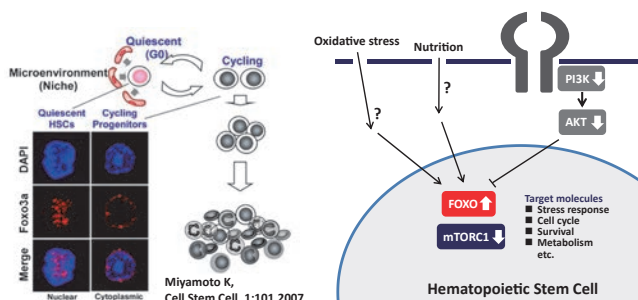 Quiescent
(G0)
Cycling
Microenvironment
(Niche)
Quiescent
HSCs
Cycling
Progenitors
DAPI
Foxo3a
Merge
Nuclear
Cytoplasmic
Miyamoto K,
Cell Stem Cell, 1:101 2007
Oxidative stress
Nutrition
?
?
PI3K
AKT
FOXO
mTORC1
Target molecules
Stress response
Cell cycle
Survival
Metabolism
etc.
Hematopoietic Stem Cell